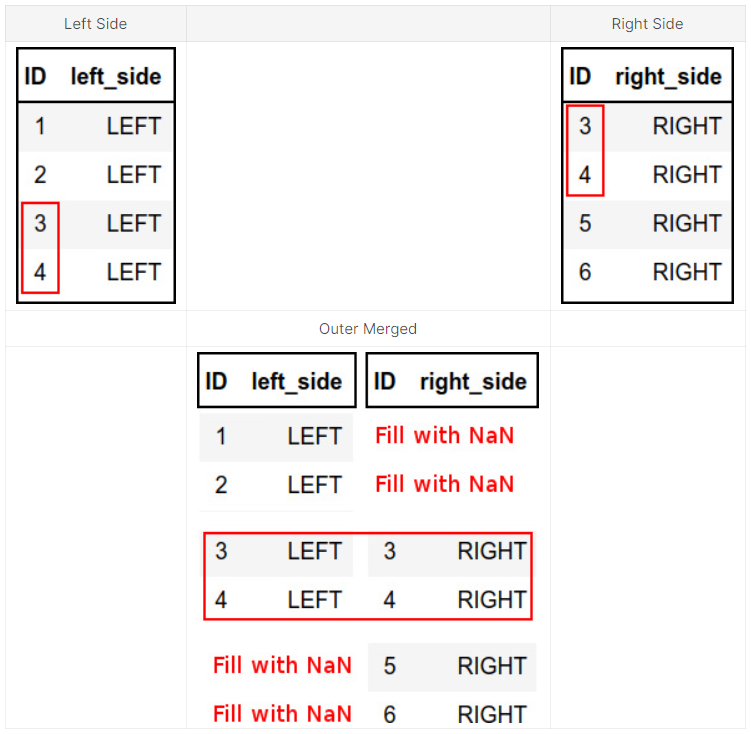 Left Side Right Side
ID left_side ID right_side
1 LEFT 3 RIGHT
2 LEFT 4 RIGHT
3 LEFT 5 RIGHT
4 LEFT 6 RIGHT
Outer Merged
ID left_side ID right_side
1 LEFT Fill with NaN
2 LEFT Fill with NaN
3 LEFT 3 RIGHT
4 LEFT 4 RIGHT
Fill with NaN 5 RIGHT
Fill with NaN 6 RIGHT